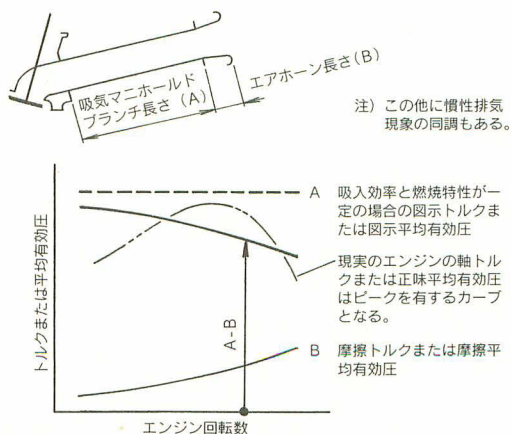 吸気マニホールド
ブランチ長さ(A)
エアホーン長さ(B)
注)この他に慣性排気
現象の同調もある。
トルクまたは平均有効圧
A 吸入効率と燃焼特性が一
定の場合の図示トルクま
たは図示平均有効圧
現実のエンジンの軸トル
クまたは正味平均有効圧
はピークを有するカーブ
となる。
A-B
B 摩擦トルクまたは摩擦平
均有効圧
エンジン回転数